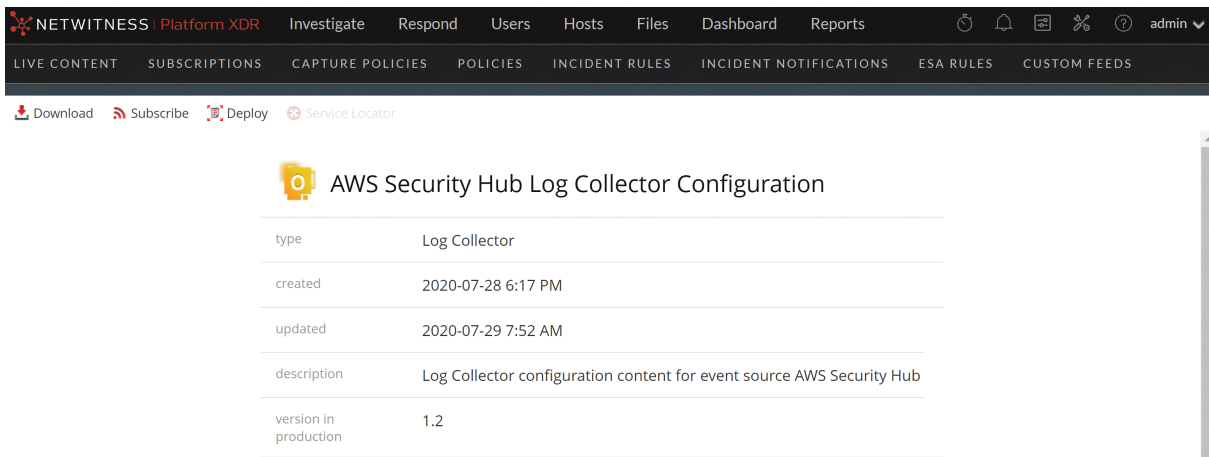 NETWITNESS | Platform XDR Investigate Respond Users Hosts Files Dashboard Reports admin
LIVE CONTENT SUBSCRIPTIONS CAPTURE POLICIES POLICIES INCIDENT RULES INCIDENT NOTIFICATIONS ESA RULES CUSTOM FEEDS
Download Subscribe Deploy Service Locator
AWS Security Hub Log Collector Configuration
type Log Collector
created 2020-07-28 6:17 PM
updated 2020-07-29 7:52 AM
description Log Collector configuration content for event source AWS Security Hub
version in 1.2
production